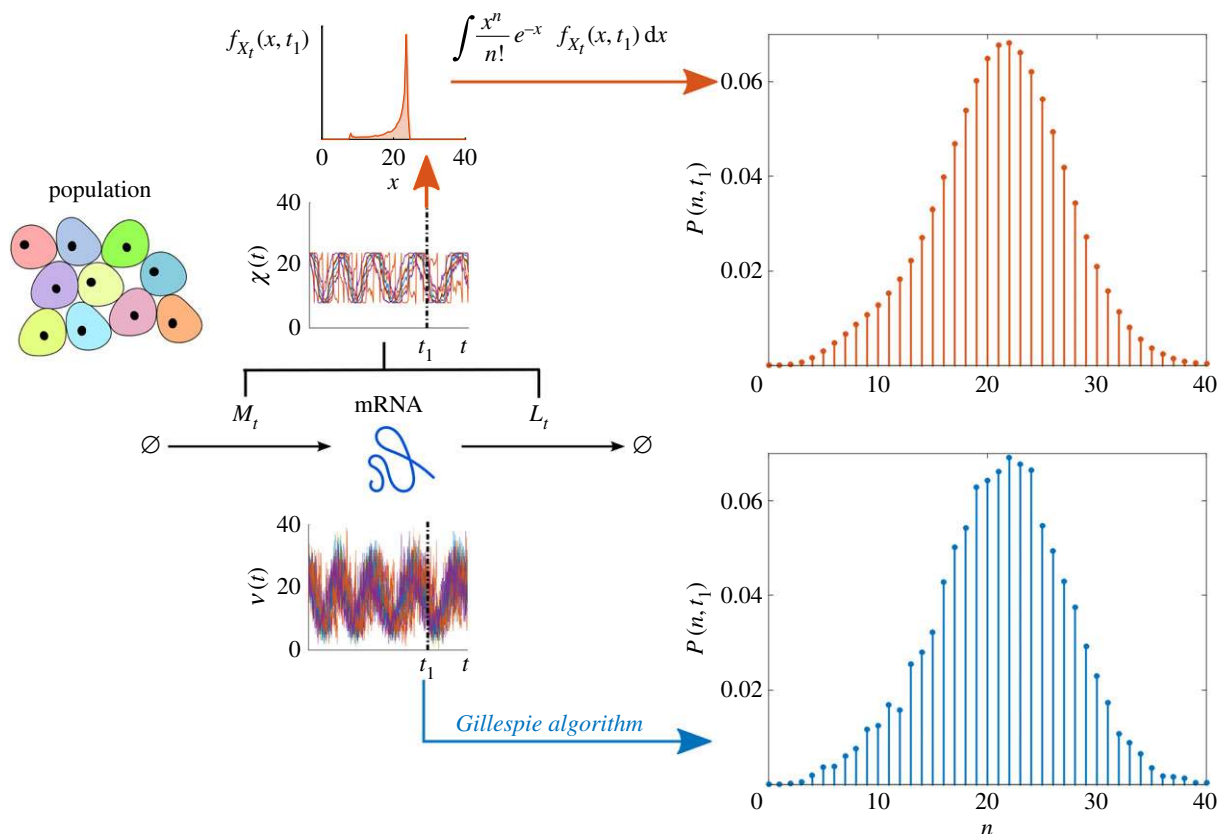 f_{X_t}(x, t_1)
∫ x^n/n! e^{-x} f_{X_t}(x, t_1) dx
0 20 40
x
population
40
20
0
χ(t)
t_1 t
M_t
mRNA
L_t
∅
∅
40
20
0
ν(t)
t_1 t
Gillespie algorithm
0.06
0.04
0.02
P(n, t_1)
0 10 20 30 40
0.06
0.04
0.02
P(n, t_1)
0 10 20 30 40
n